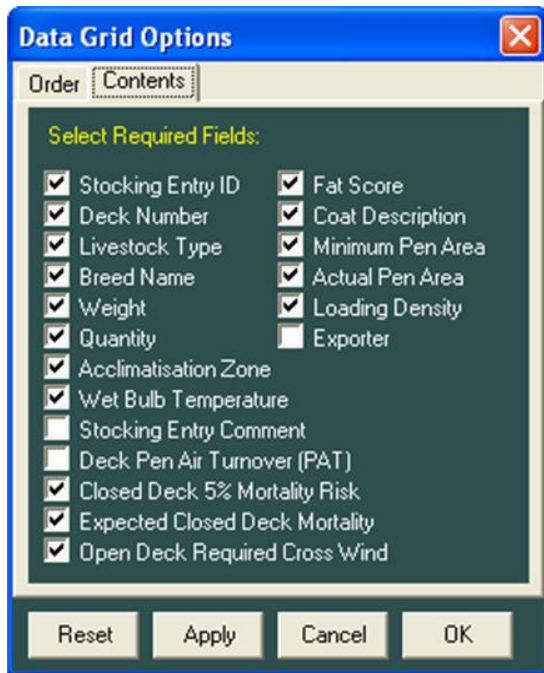 Data Grid Options
Order Contents
Select Required Fields:
Stocking Entry ID
Deck Number
Livestock Type
Breed Name
Weight
Quantity
Acclimatisation Zone
Wet Bulb Temperature
Stocking Entry Comment
Deck Pen Air Turnover (PAT)
Closed Deck 5% Mortality Risk
Expected Closed Deck Mortality
Open Deck Required Cross Wind
Fat Score
Coat Description
Minimum Pen Area
Actual Pen Area
Loading Density
Exporter
Reset Apply Cancel OK